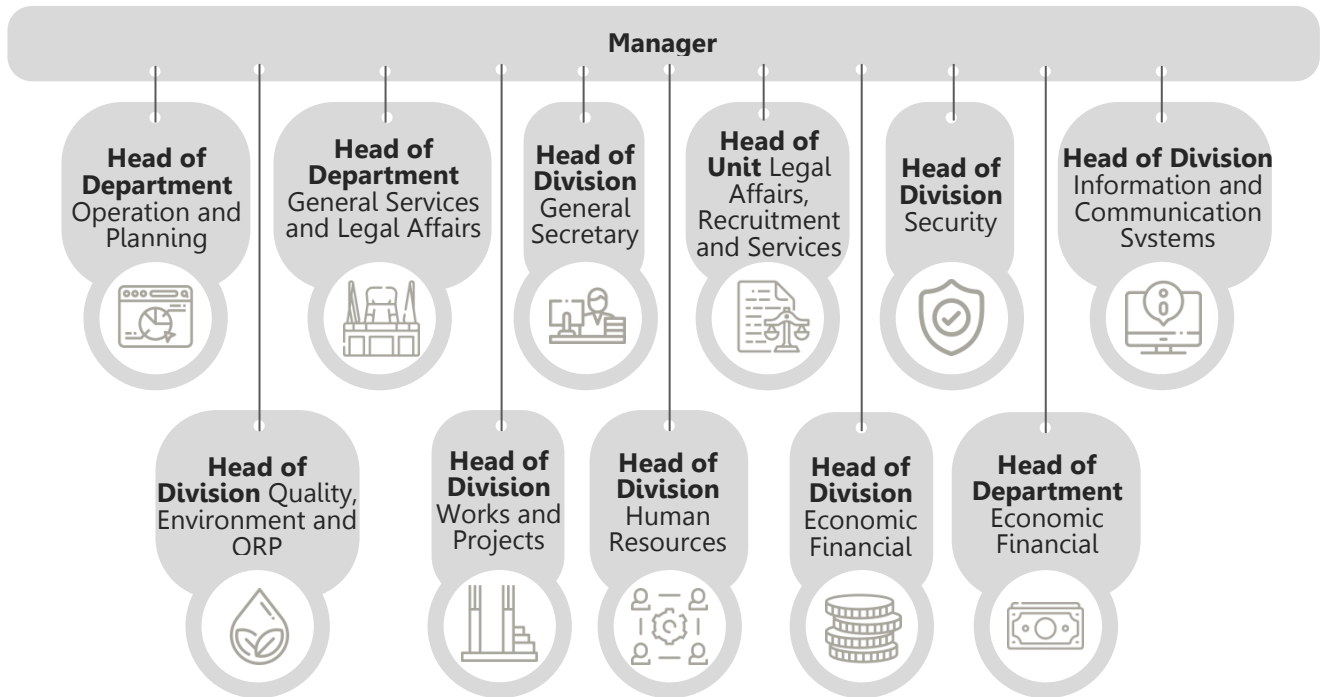 Manager
Head of
Department
Operation and
Planning
Head of
Department
General Services
and Legal Affairs
Head of
Division
General
Secretary
Head of
Unit Legal
Affairs,
Recruitment
and Services
Head of
Division
Security
Head of Division
Information and
Communication
Systems
Head of
Division Quality,
Environment and
ORP
Head of
Division
Works and
Projects
Head of
Division
Human
Resources
Head of
Division
Economic
Financial
Head of
Department
Economic
Financial